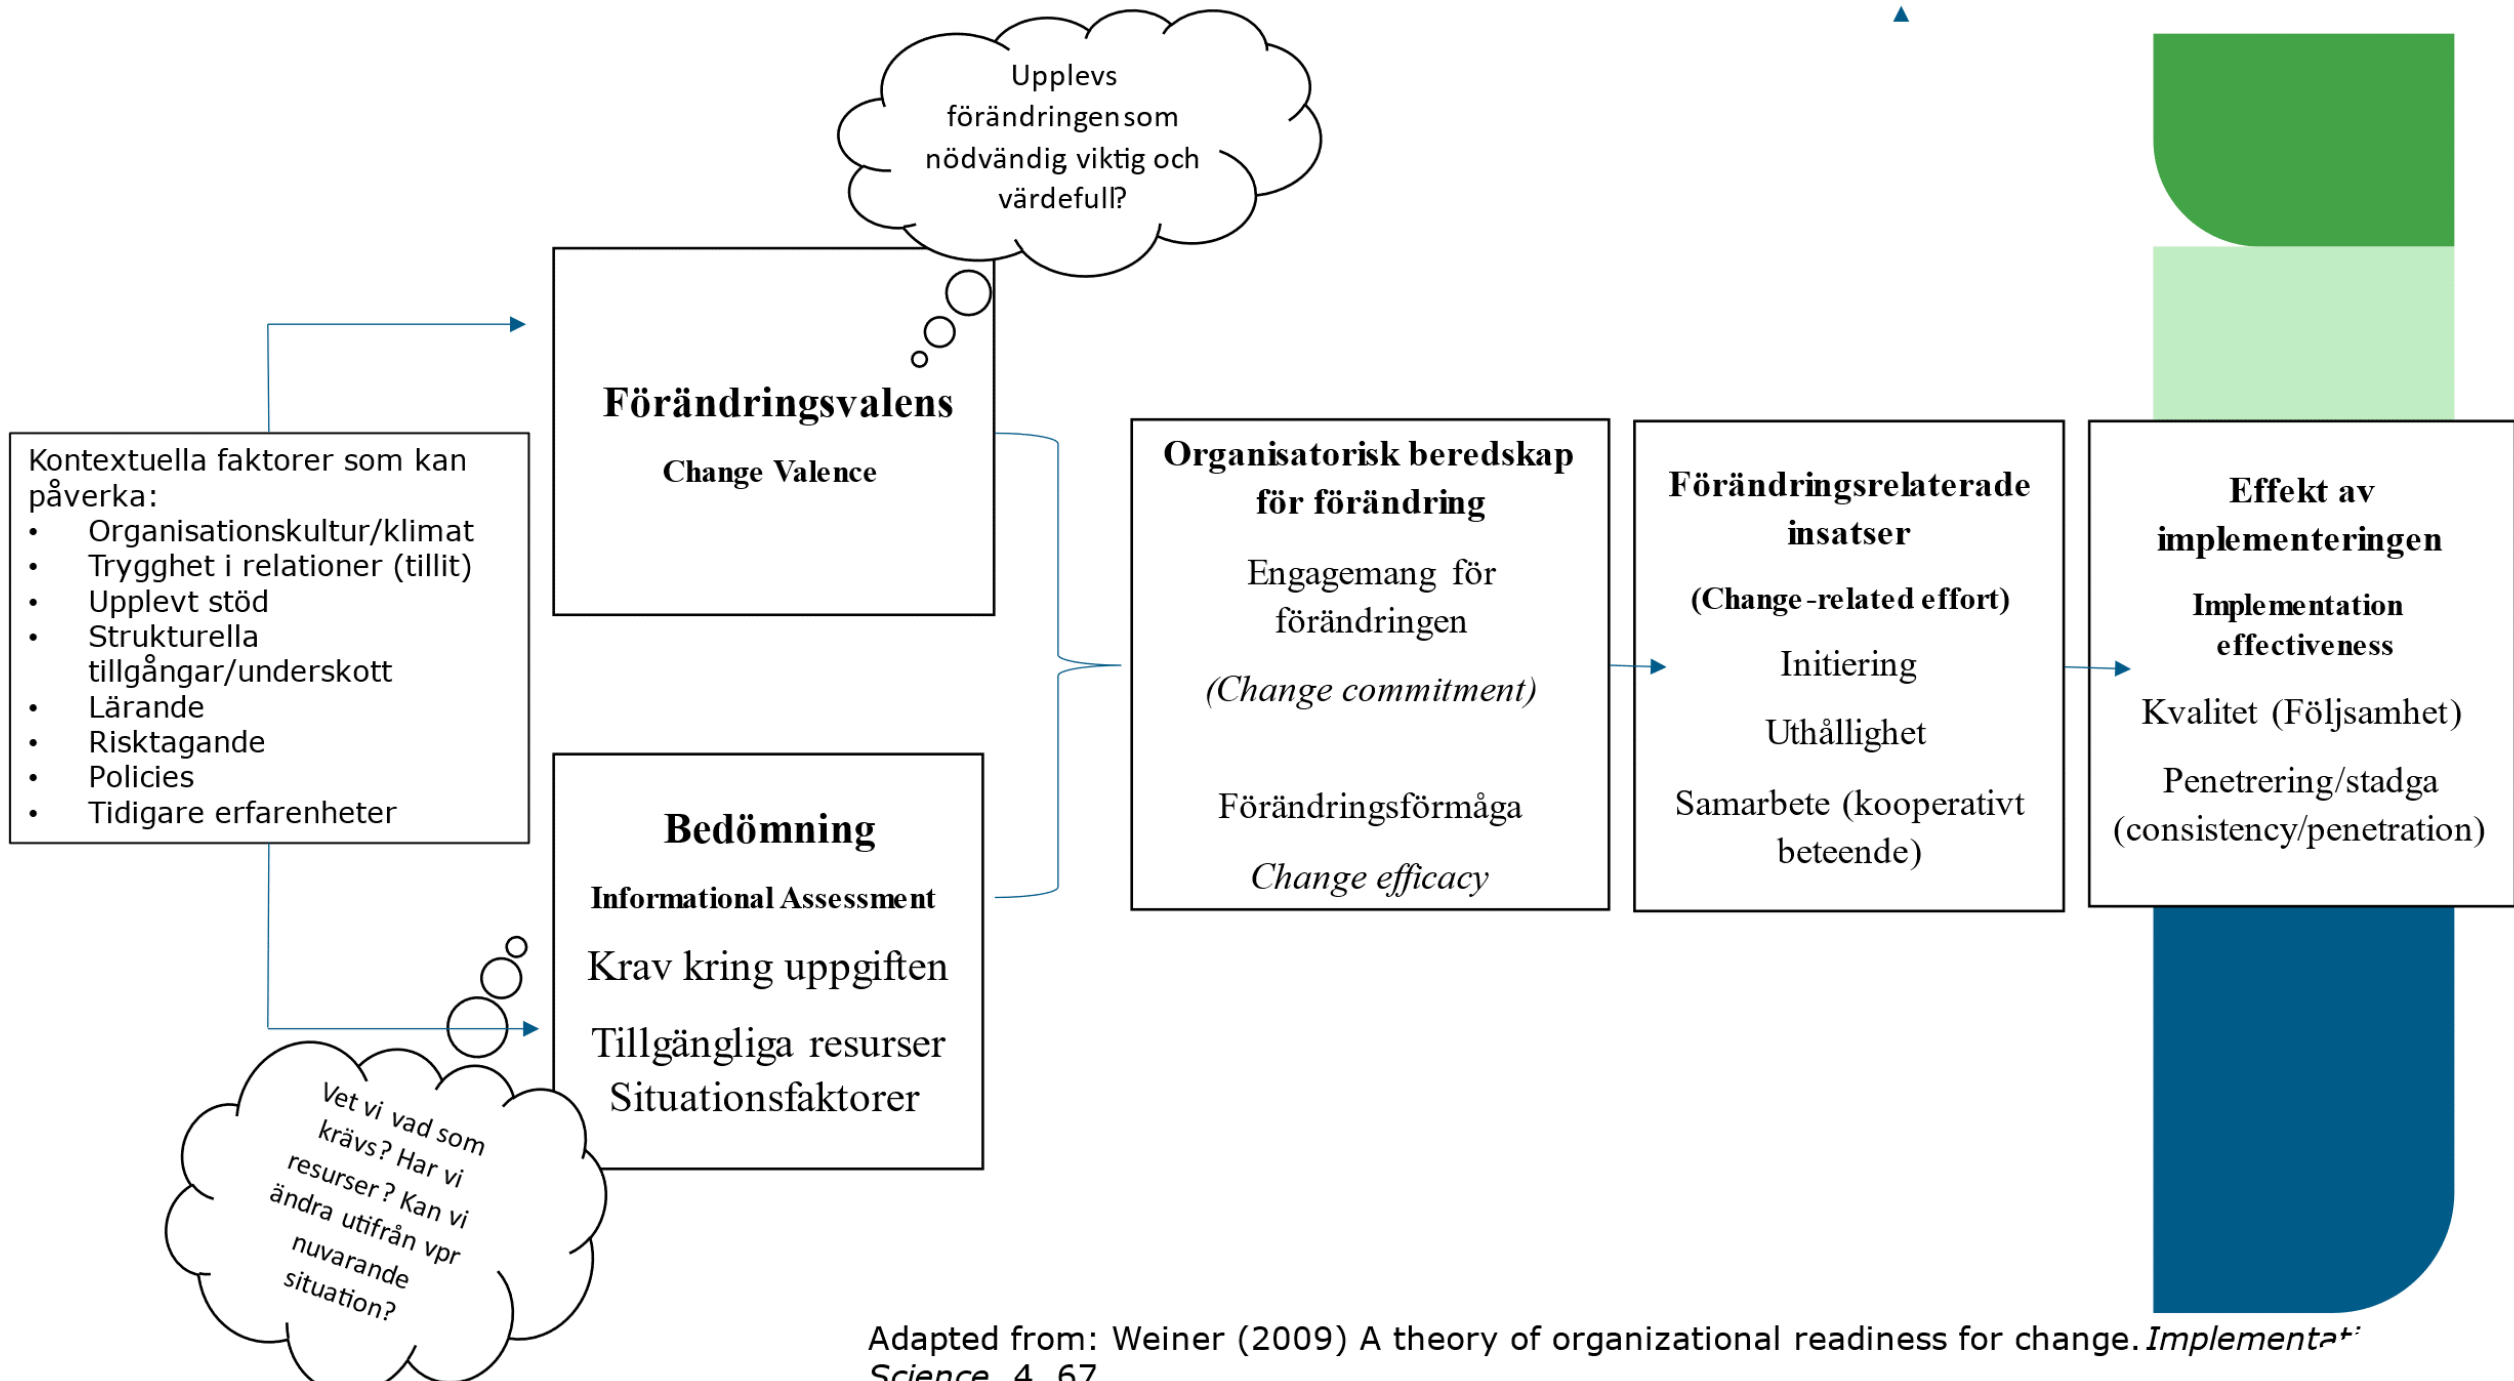 Upplevs
förändringen som
nödvändig viktig och
värdefull?
Förändringsvalens
Change Valence
Kontextuella faktorer som kan
påverka:
• Organisationskultur/klimat
• Trygghet i relationer (tillit)
• Upplevt stöd
• Strukturella
tillgångar/underskott
• Lärande
• Risktagande
• Policies
• Tidigare erfarenheter
Bedömning
Informational Assessment
Krav kring uppgiften
Tillgängliga resurser
Situationsfaktorer
Vet vi vad som
krävs? Har vi
resurser? Kan vi
ändra utifrån vpr
nuvarande
situation?
Organisatorisk beredskap
för förändring
Engagemang för
förändringen
(Change commitment)
Förändringsförmåga
Change efficacy
Förändringsrelaterade
insatser
(Change-related effort)
Initiering
Uthållighet
Samarbete (kooperativt
beteende)
Effekt av
implementeringen
Implementation
effectiveness
Kvalitet (Följsamhet)
Penetrering/stadga
(consistency/penetration)
Adapted from: Weiner (2009) A theory of organizational readiness for change. Implementati
Science, 4, 67